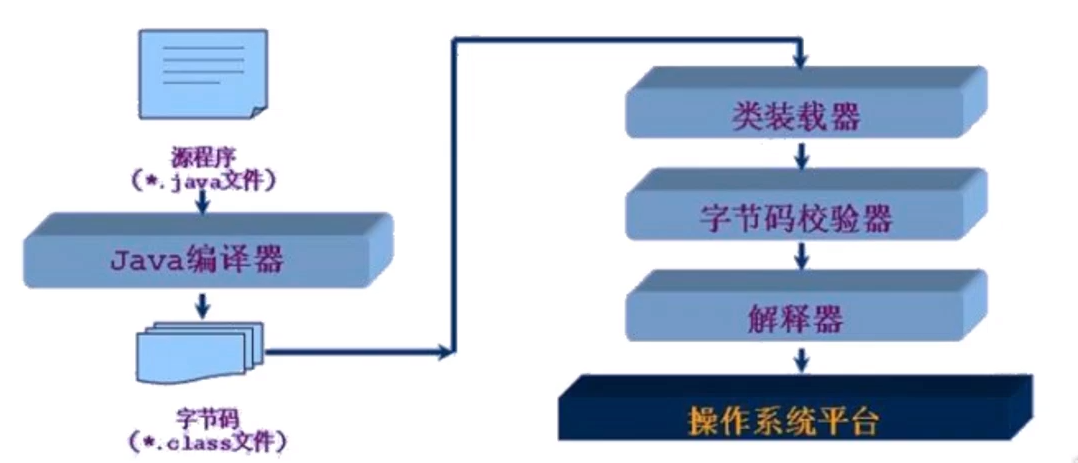 源程序
(*.java文件)
Java编译器
字节码
(*.class文件)
类装载器
字节码校验器
解释器
操作系统平台